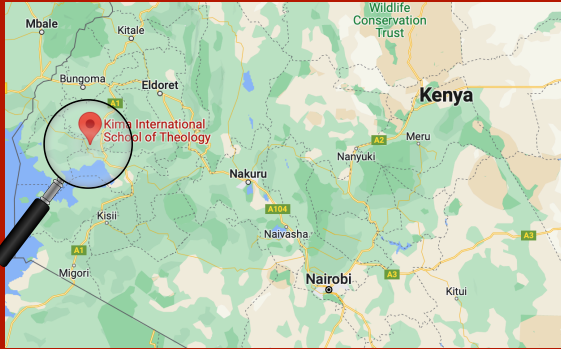 Wildlife
Conservation
Trust
Mbale
Kitale
Bungoma
Eldoret
A1
Kima International
School of Theology
Kenya
A2
Meru
Nanyuki
Nakuru
A104
Kisii
Naivasha
A3
A1
Migori
Nairobi
A3
Kitui